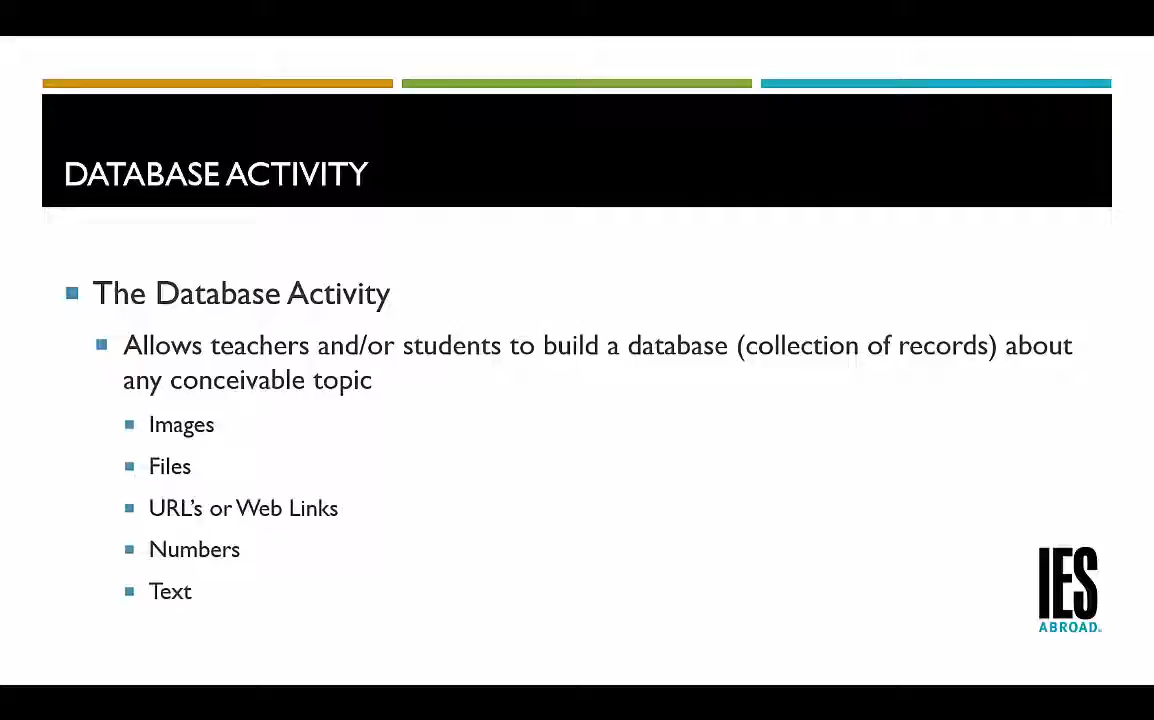 DATABASE ACTIVITY
The Database Activity
Allows teachers and/or students to build a database (collection of records) about
any conceivable topic
Images
Files
URL's or Web Links
Numbers
Text
IES
ABROAD